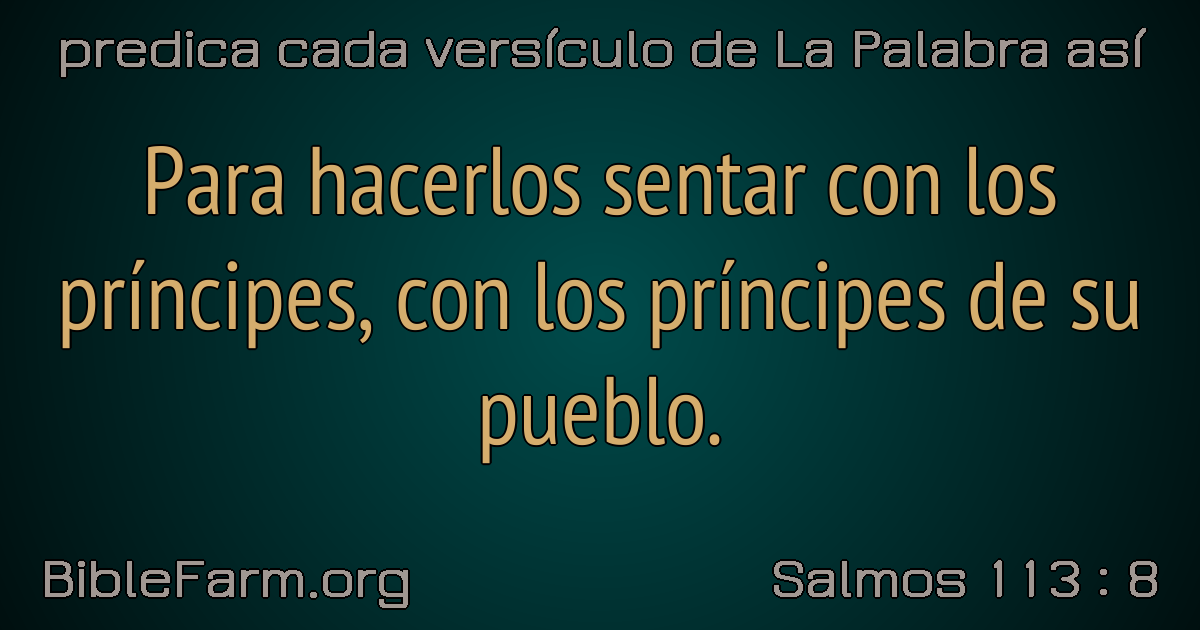 predica cada versículo de La Palabra así
Para hacerlos sentar con los
príncipes, con los príncipes de su
pueblo.
BibleFarm.org
Salmos 113 : 8